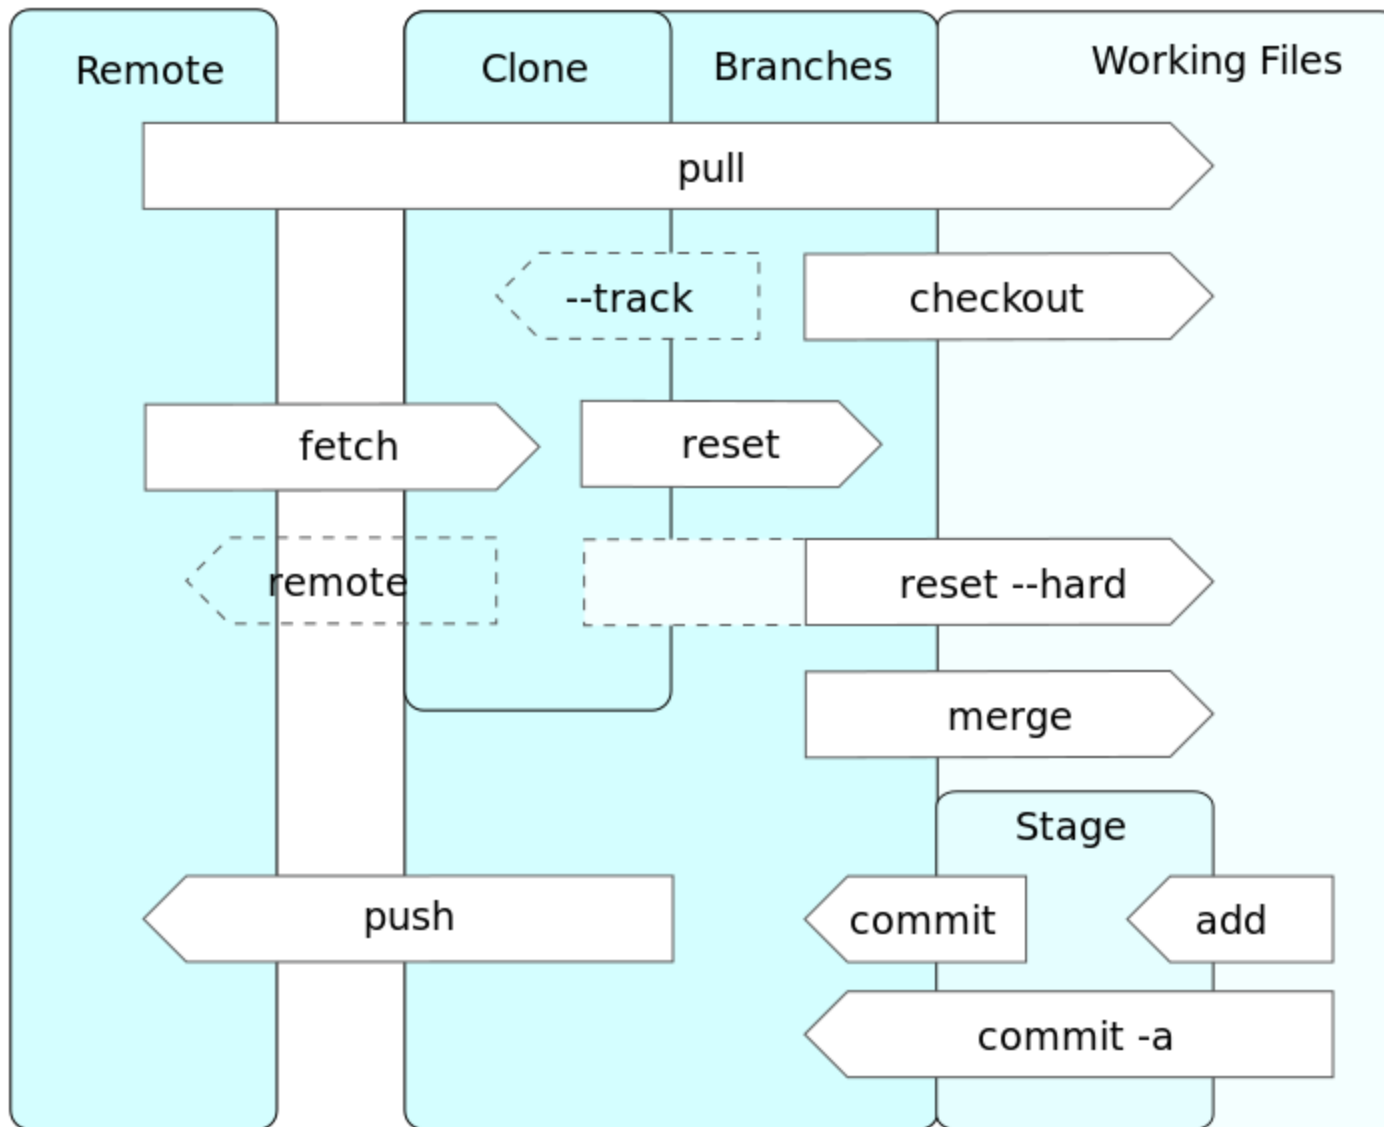 Remote
Clone
Branches
Working Files
pull
--track
checkout
fetch
reset
remote
reset --hard
merge
Stage
push
commit
add
commit -a